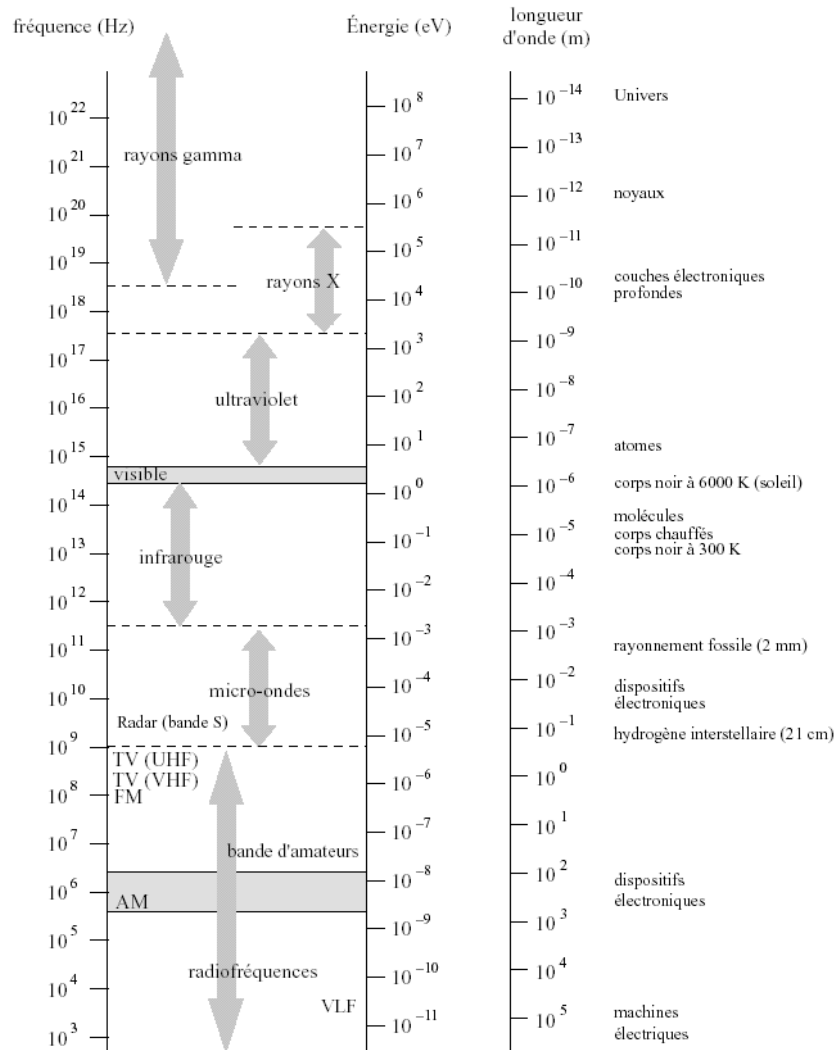 fréquence (Hz)
Énergie (eV)
longueur
d'onde (m)
10^22
10^21
10^20
10^19
10^18
10^17
10^16
10^15
10^14
10^13
10^12
10^11
10^10
10^9
10^8
10^7
10^6
10^5
10^4
10^3
rayons gamma
rayons X
ultraviolet
visible
infrarouge
micro-ondes
Radar (bande S)
TV (UHF)
TV (VHF)
FM
bande d'amateurs
AM
radiofréquences
VLF
10^8
10^7
10^6
10^5
10^4
10^3
10^2
10^1
10^0
10^−1
10^−2
10^−3
10^−4
10^−5
10^−6
10^−7
10^−8
10^−9
10^−10
10^−11
10^−14
10^−13
10^−12
10^−11
10^−10
10^−9
10^−8
10^−7
10^−6
10^−5
10^−4
10^−3
10^−2
10^−1
10^0
10^1
10^2
10^3
10^4
10^5
Univers
noyaux
couches électroniques
profondes
atomes
corps noir à 6000 K (soleil)
molécules
corps chauffés
corps noir à 300 K
rayonnement fossile (2 mm)
dispositifs
électroniques
hydrogène interstellaire (21 cm)
dispositifs
électroniques
machines
électriques